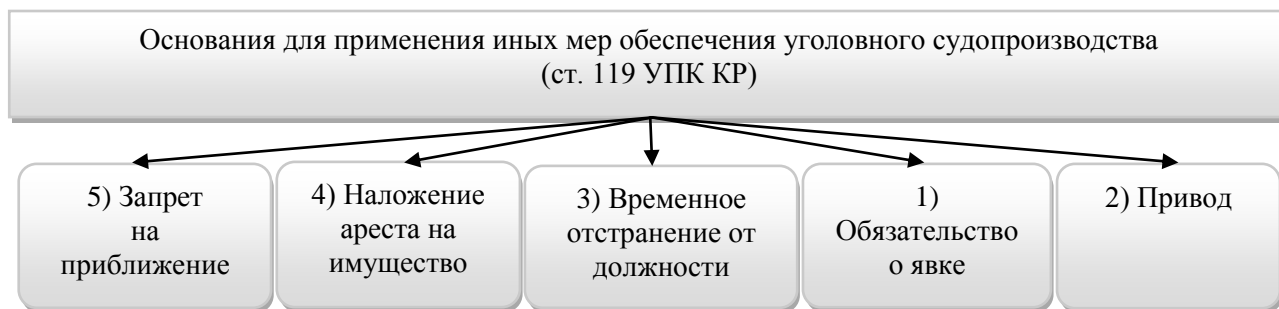 Основания для применения иных мер обеспечения уголовного судопроизводства
(ст. 119 УПК КР)
5) Запрет
на
приближение
4) Наложение
ареста на
имущество
3) Временное
отстранение от
должности
1)
Обязательство
о явке
2) Привод